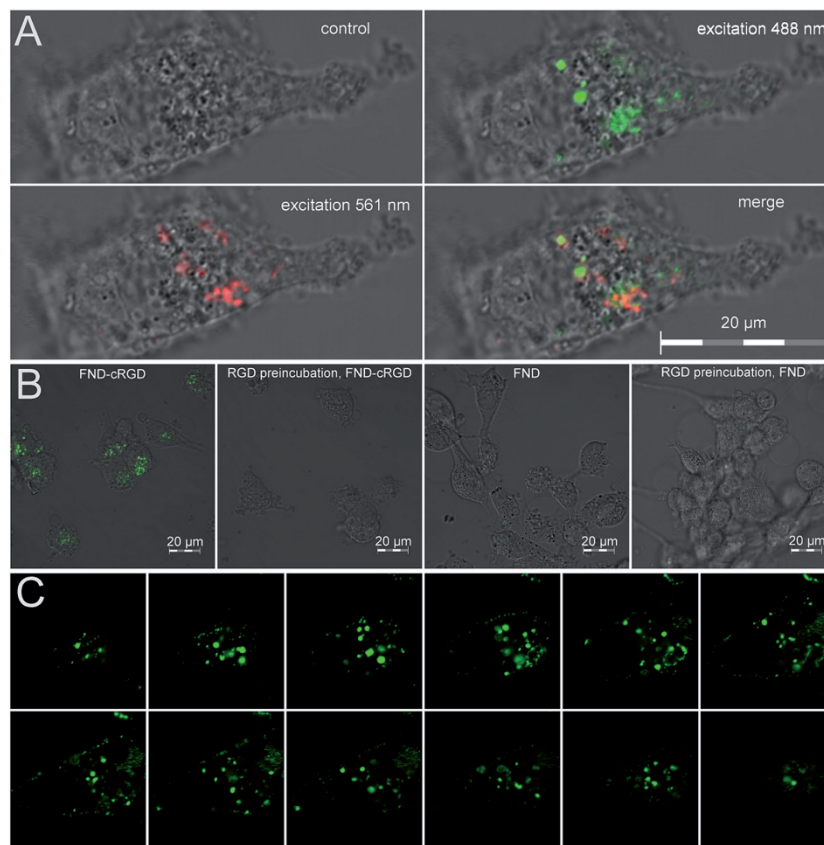 A
control
excitation 488 nm
excitation 561 nm
merge
20 µm
B
FND-cRGD
RGD preincubation, FND-cRGD
FND
RGD preincubation, FND
20 µm
20 µm
20 µm
20 µm
C